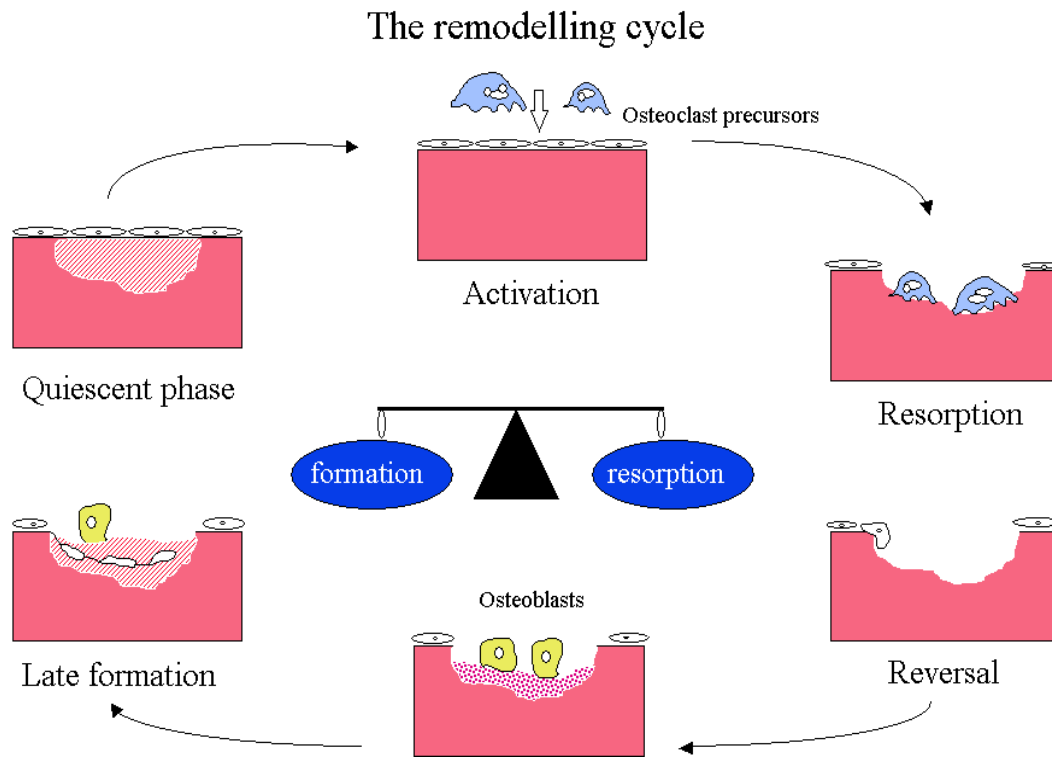 The remodelling cycle
Osteoclast precursors
Activation
Quiescent phase
Resorption
formation
resorption
Osteoblasts
Late formation
Reversal